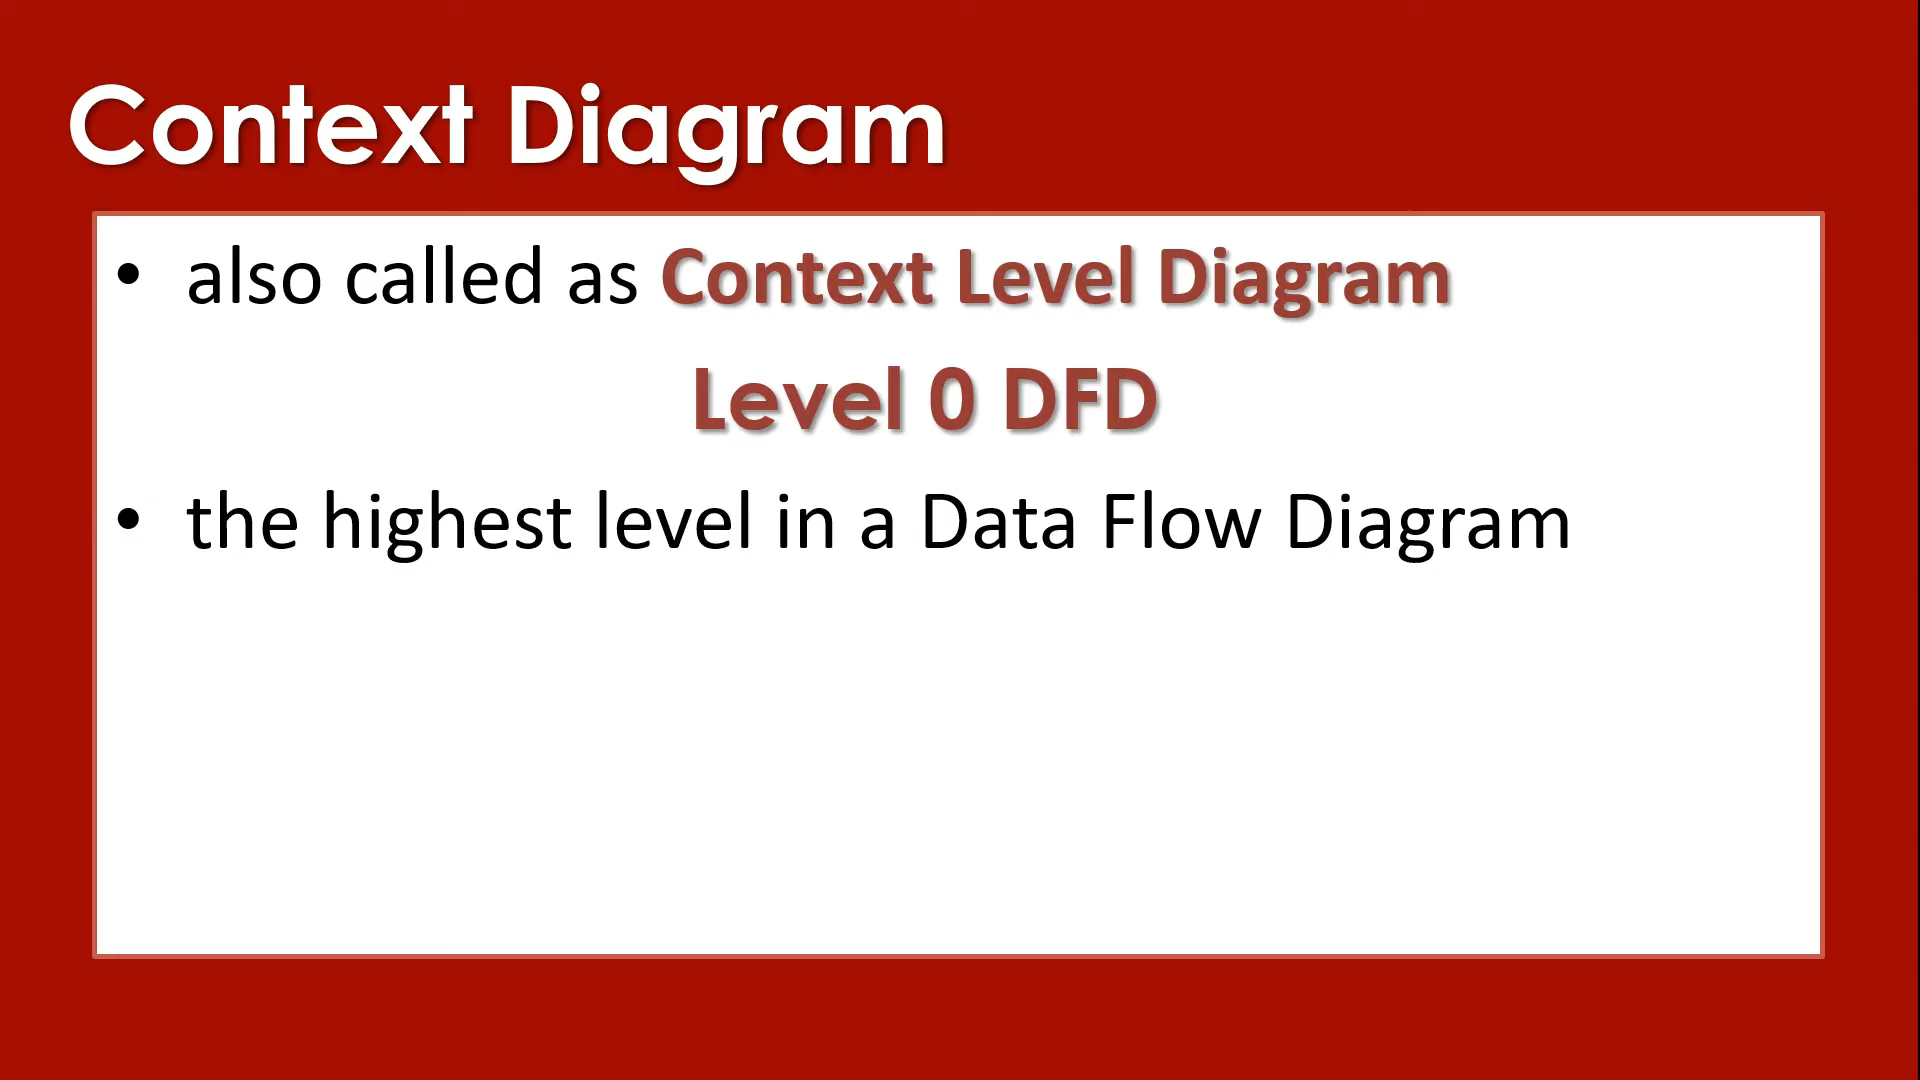 Context Diagram
• also called as Context Level Diagram
Level 0 DFD
• the highest level in a Data Flow Diagram